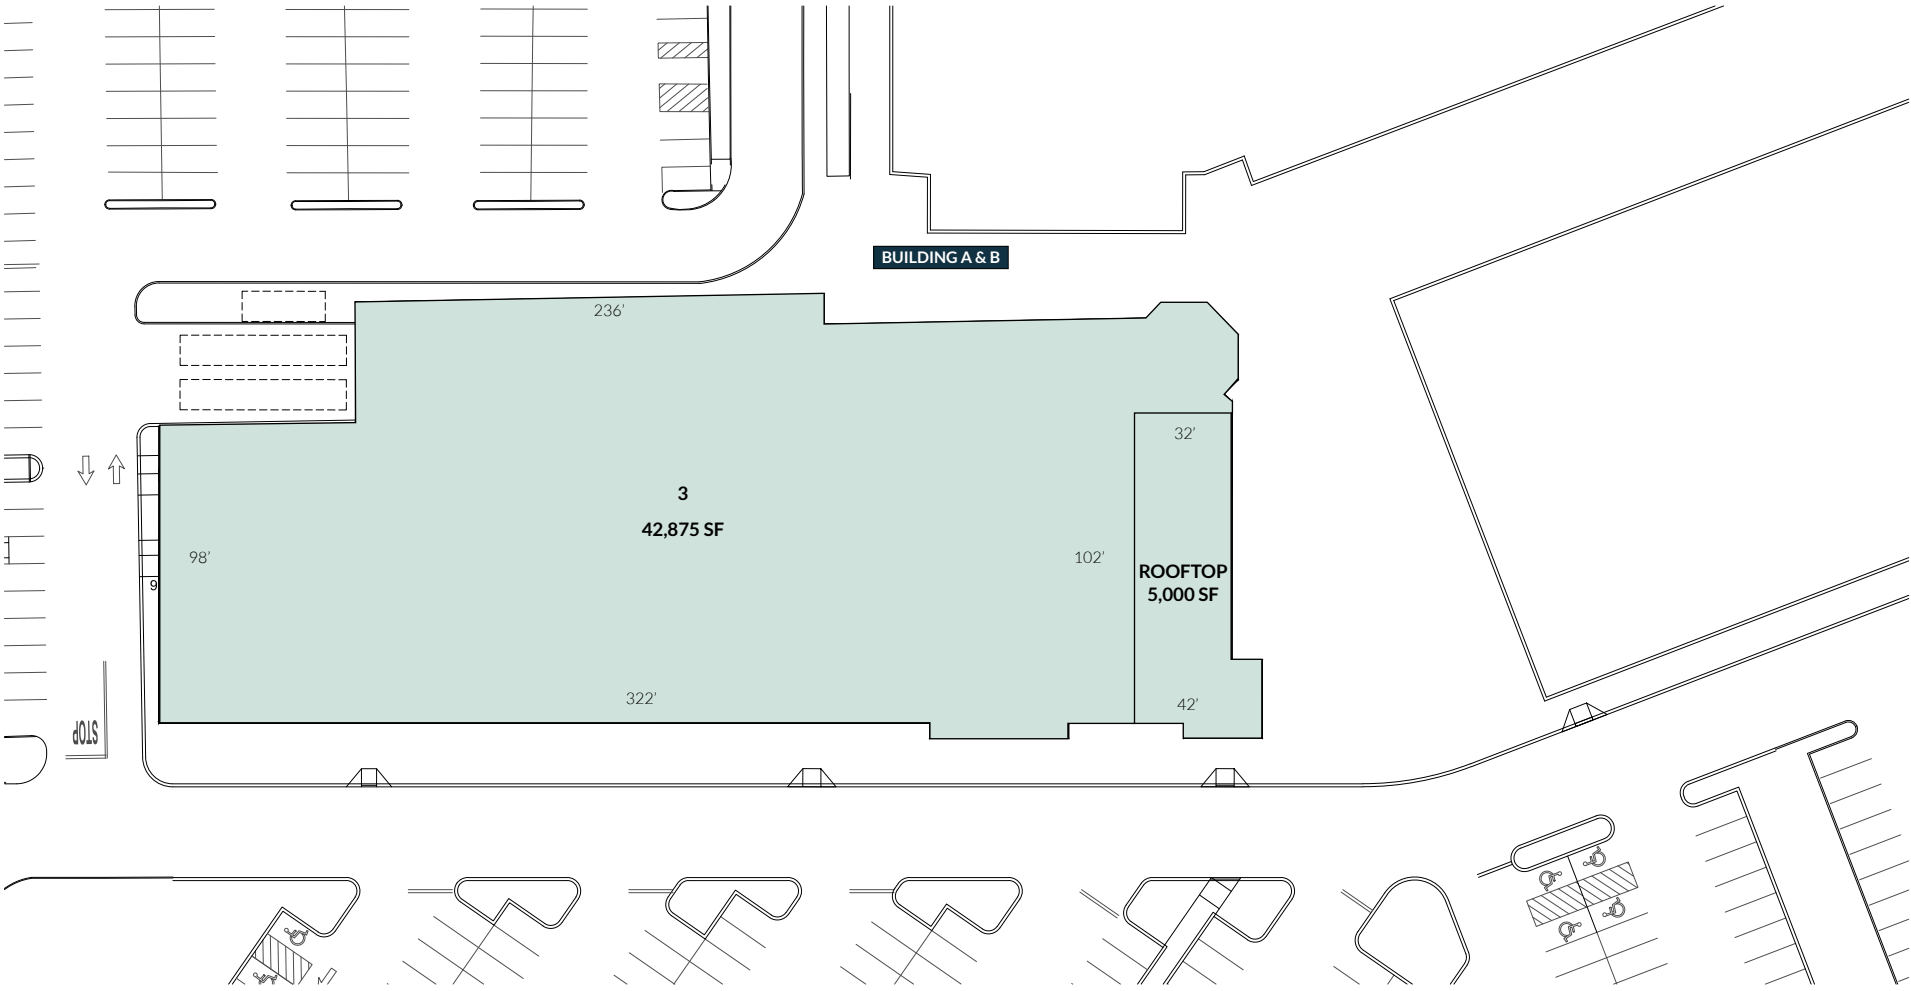 BUILDING A & B
236'
32'
3
42,875 SF
98'
102'
ROOFTOP
5,000 SF
9
322'
42'
STOP